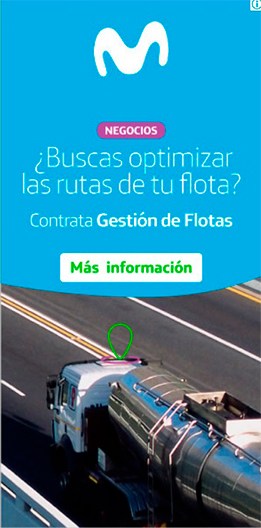 NEGOCIOS
¿Buscas optimizar
las rutas de tu flota?
Contrata Gestión de Flotas
Más información